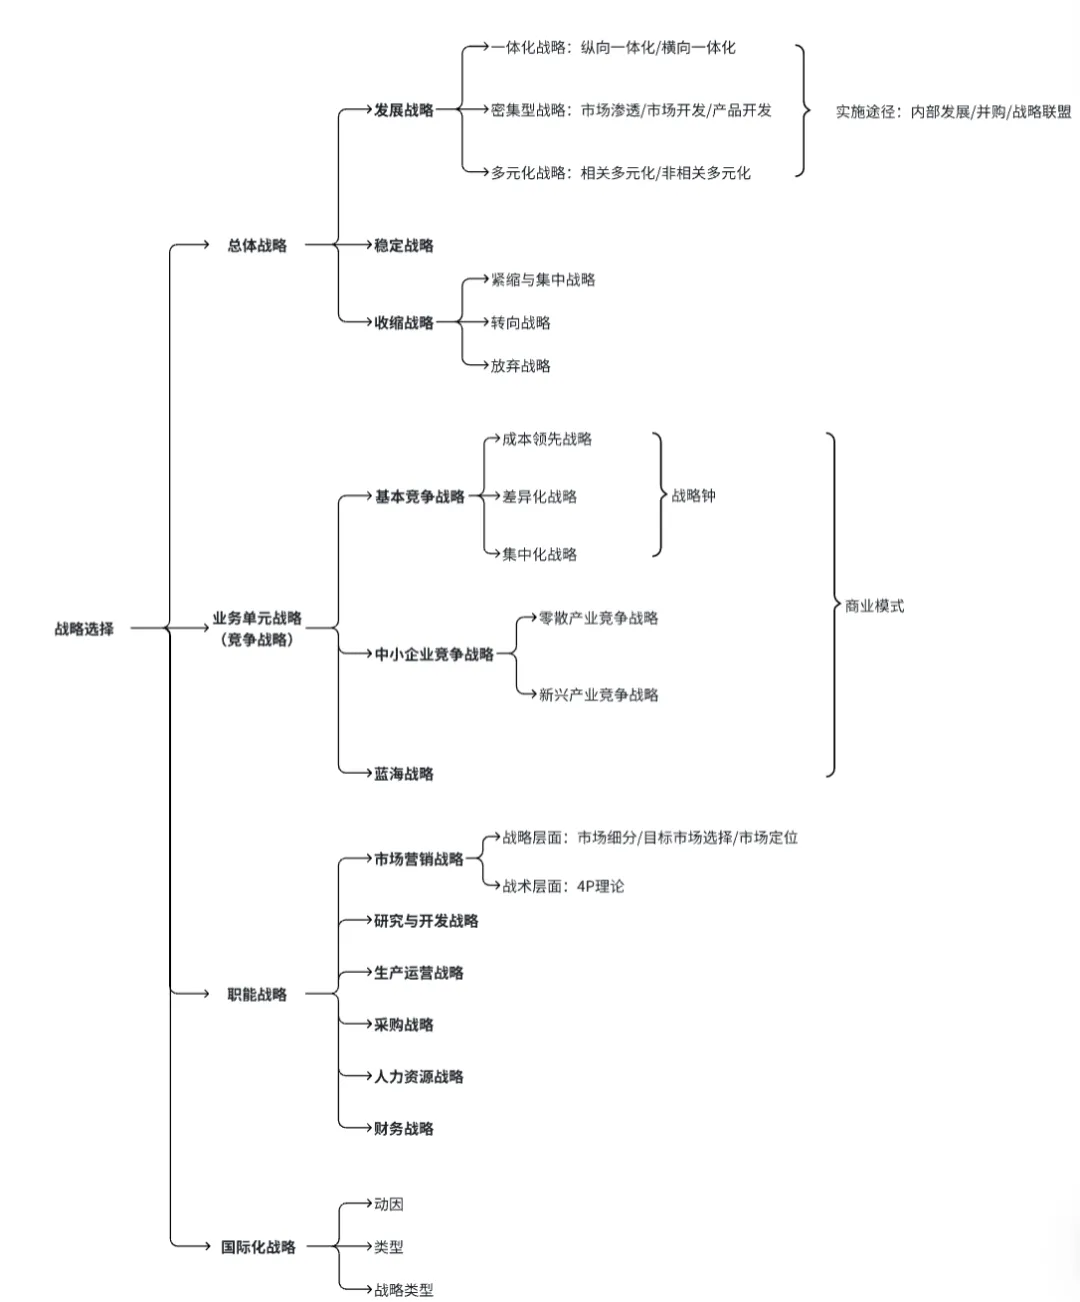 战略选择
总体战略
发展战略
一体化战略：纵向一体化/横向一体化
密集型战略：市场渗透/市场开发/产品开发
多元化战略：相关多元化/非相关多元化
实施途径：内部发展/并购/战略联盟
稳定战略
收缩战略
紧缩与集中战略
转向战略
放弃战略
业务单元战略
（竞争战略）
基本竞争战略
成本领先战略
差异化战略
集中化战略
战略钟
中小企业竞争战略
零散产业竞争战略
新兴产业竞争战略
蓝海战略
商业模式
职能战略
市场营销战略
战略层面：市场细分/目标市场选择/市场定位
战术层面：4P理论
研究与开发战略
生产运营战略
采购战略
人力资源战略
财务战略
国际化战略
动因
类型
战略类型